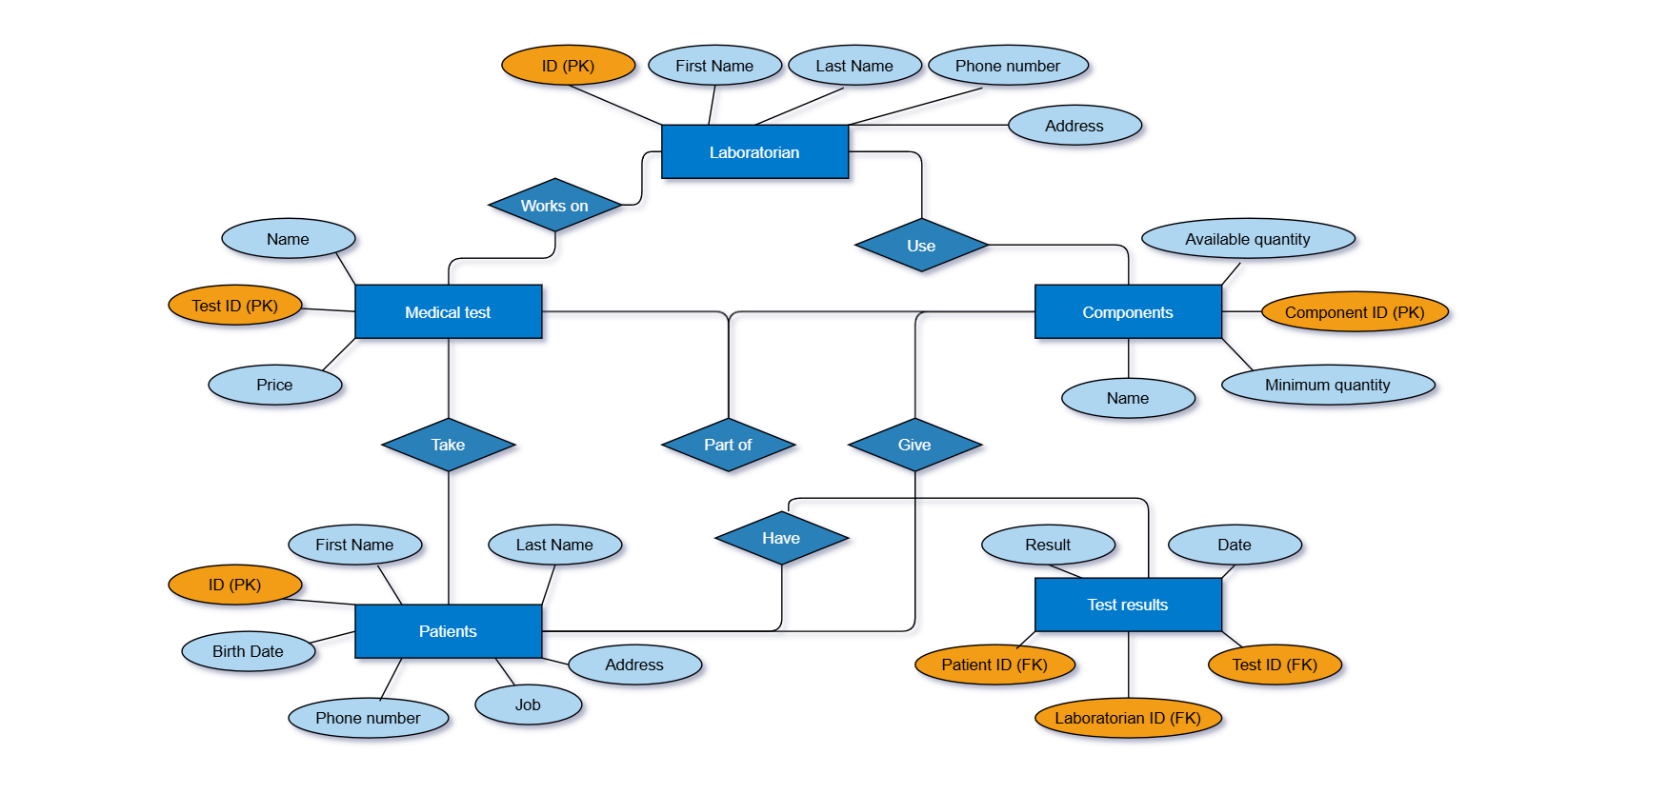 ID (PK)
First Name
Last Name
Phone number
Address
Laboratorian
Works on
Use
Name
Available quantity
Test ID (PK)
Medical test
Components
Component ID (PK)
Price
Name
Minimum quantity
Take
Part of
Give
First Name
Last Name
Have
Result
Date
ID (PK)
Test results
Patients
Birth Date
Address
Patient ID (FK)
Test ID (FK)
Phone number
Job
Laboratorian ID (FK)